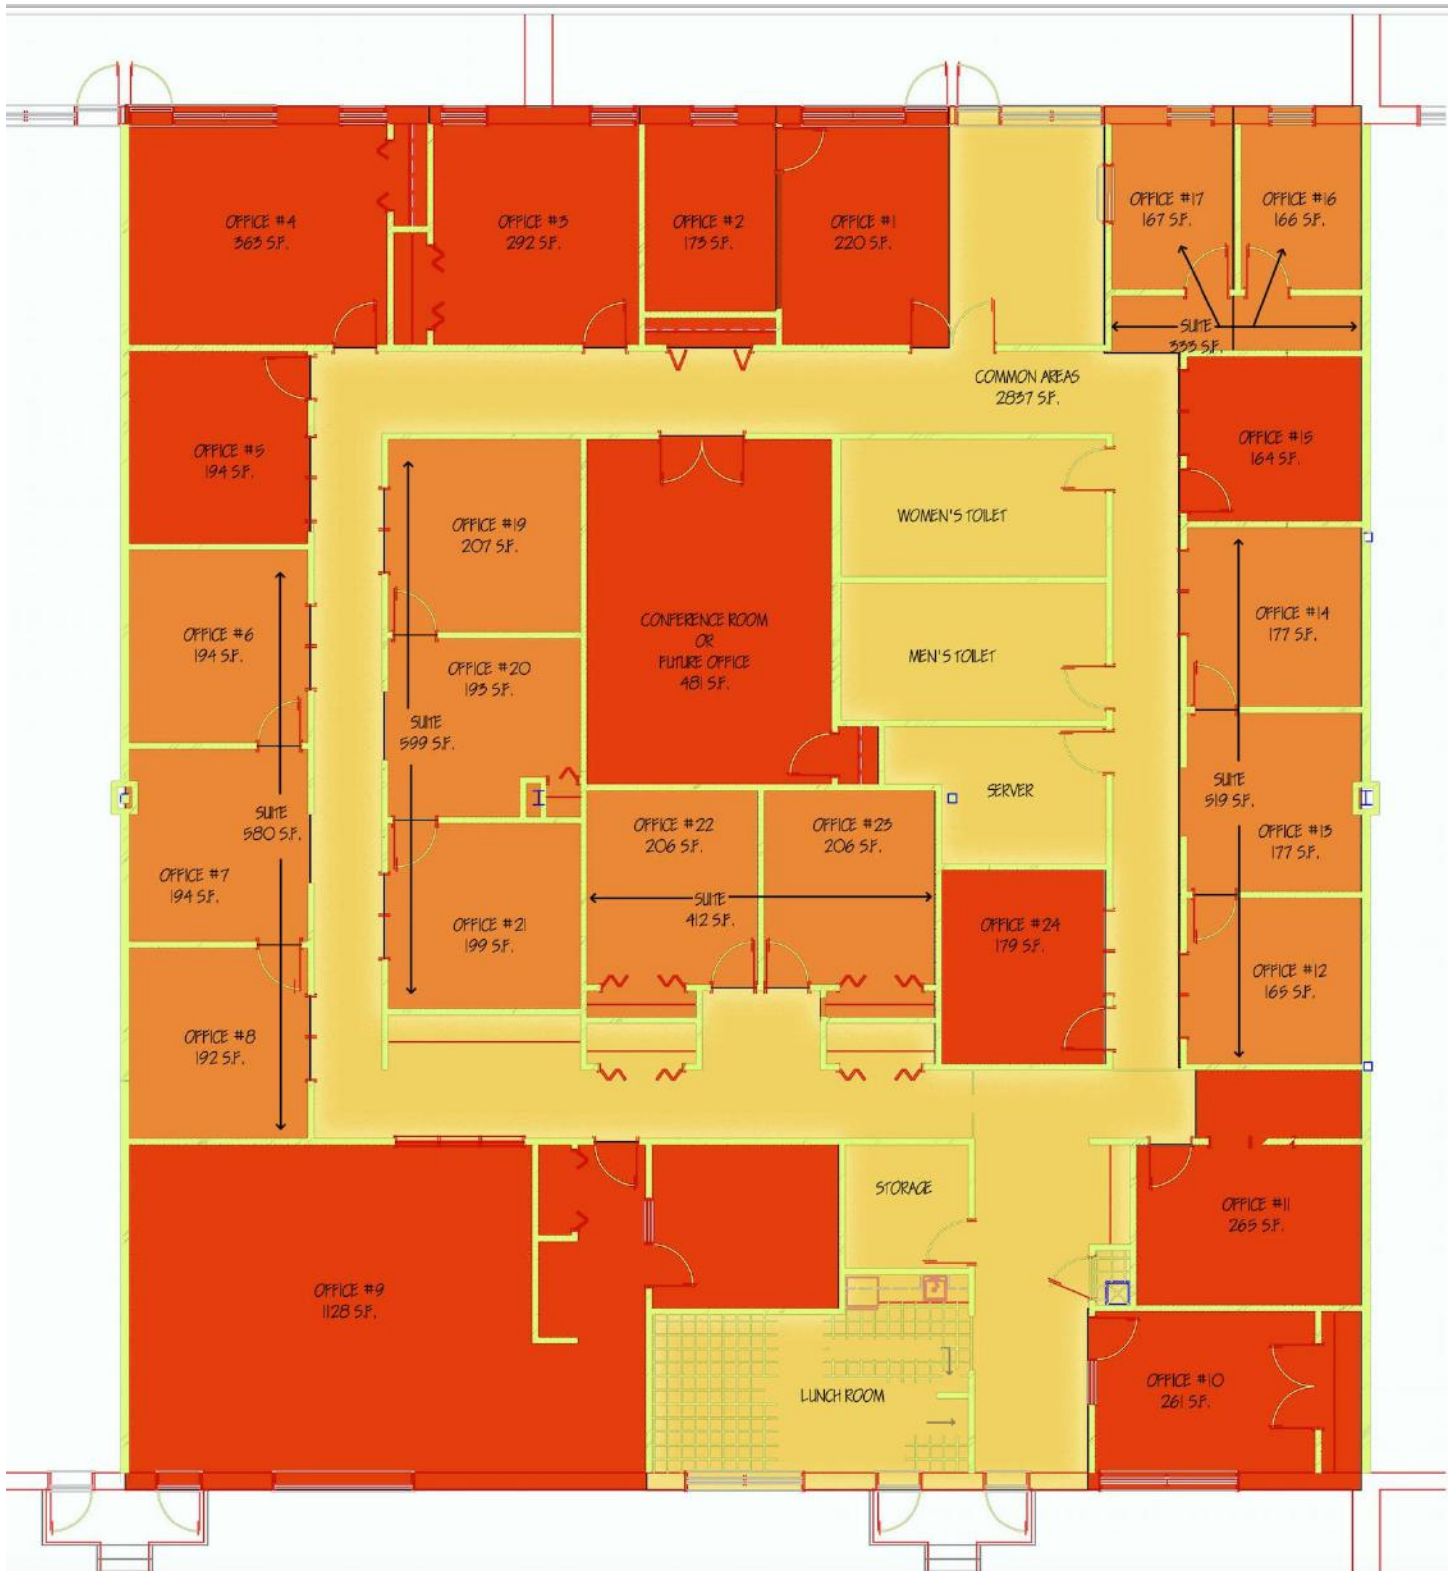 OFFICE #4
363 S.F.
OFFICE #3
292 S.F.
OFFICE #2
173 S.F.
OFFICE #1
220 S.F.
OFFICE #17
167 S.F.
OFFICE #16
166 S.F.
SUITE
333 S.F.
COMMON AREAS
2837 S.F.
OFFICE #5
194 S.F.
OFFICE #15
164 S.F.
OFFICE #19
207 S.F.
WOMEN'S TOILET
OFFICE #6
194 S.F.
CONFERENCE ROOM
OR
FUTURE OFFICE
481 S.F.
OFFICE #14
177 S.F.
OFFICE #20
193 S.F.
MEN'S TOILET
SUITE
599 S.F.
SUITE
580 S.F.
SERVER
SUITE
519 S.F.
OFFICE #22
206 S.F.
OFFICE #23
206 S.F.
OFFICE #13
177 S.F.
OFFICE #7
194 S.F.
SUITE
412 S.F.
OFFICE #21
199 S.F.
OFFICE #24
179 S.F.
OFFICE #12
165 S.F.
OFFICE #8
192 S.F.
STORAGE
OFFICE #11
265 S.F.
OFFICE #9
1128 S.F.
LUNCH ROOM
OFFICE #10
261 S.F.